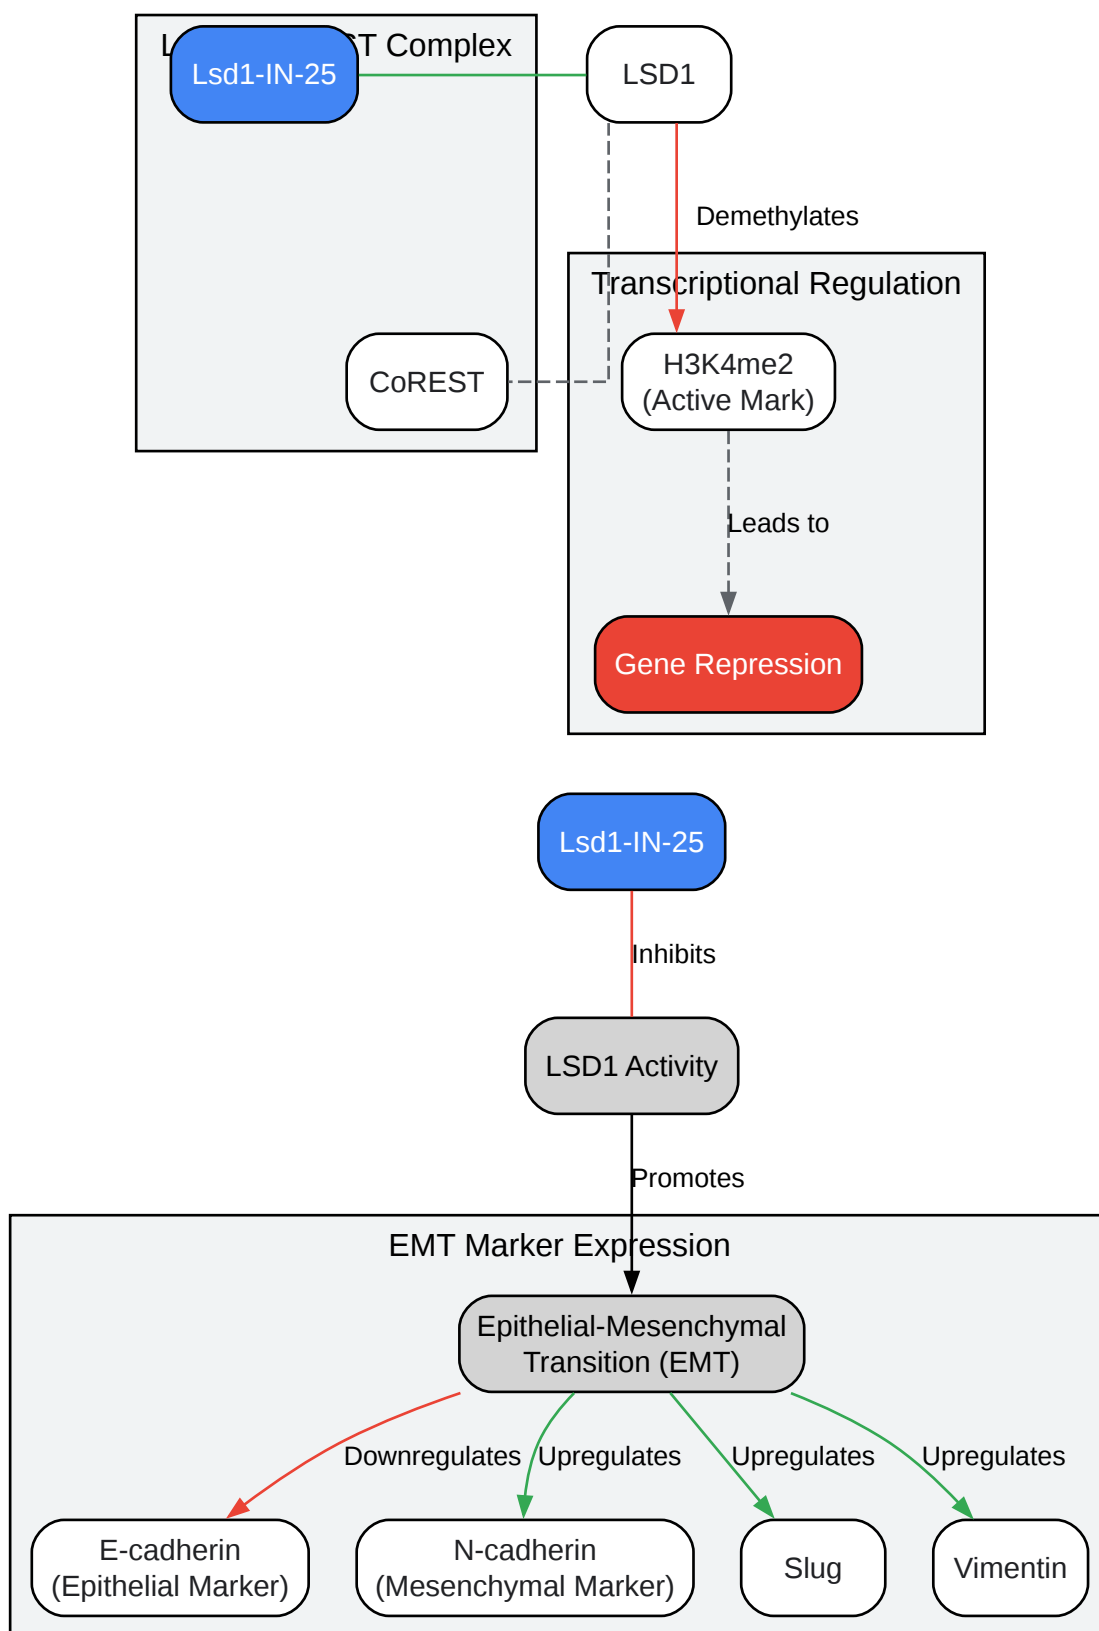 T Complex
Lsd1-IN-25
LSD1
Demethylates
Transcriptional Regulation
CoREST
H3K4me2
(Active Mark)
Leads to
Gene Repression
Lsd1-IN-25
Inhibits
LSD1 Activity
Promotes
EMT Marker Expression
Epithelial-Mesenchymal
Transition (EMT)
Downregulates
Upregulates
Upregulates
Upregulates
E-cadherin
(Epithelial Marker)
N-cadherin
(Mesenchymal Marker)
Slug
Vimentin